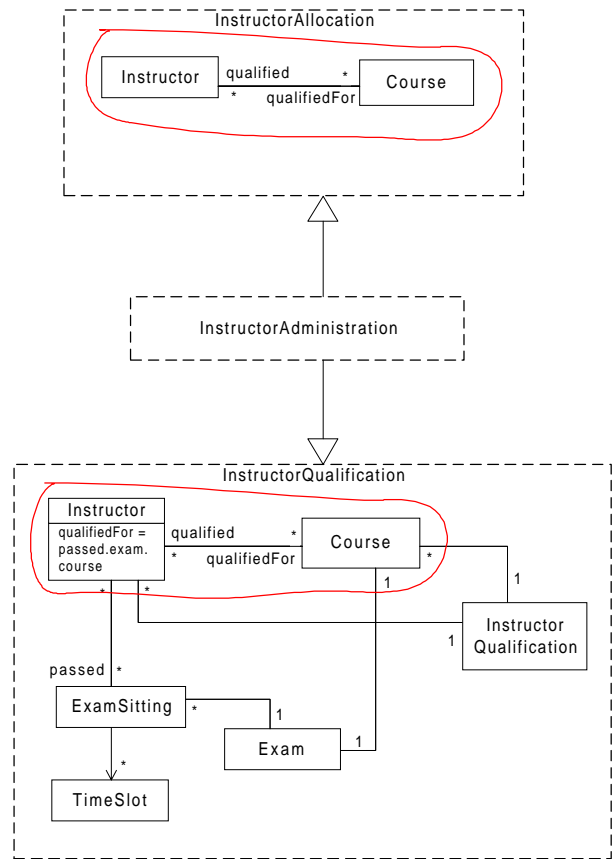 InstructorAllocation
Instructor
qualified
*
*
qualifiedFor
Course
InstructorAdministration
InstructorQualification
Instructor
qualifiedFor =
passed.exam.
course
qualified
*
*
qualifiedFor
Course
*
*
*
1
1
1
Instructor
Qualification
passed
*
ExamSitting
*
1
Exam
1
*
TimeSlot